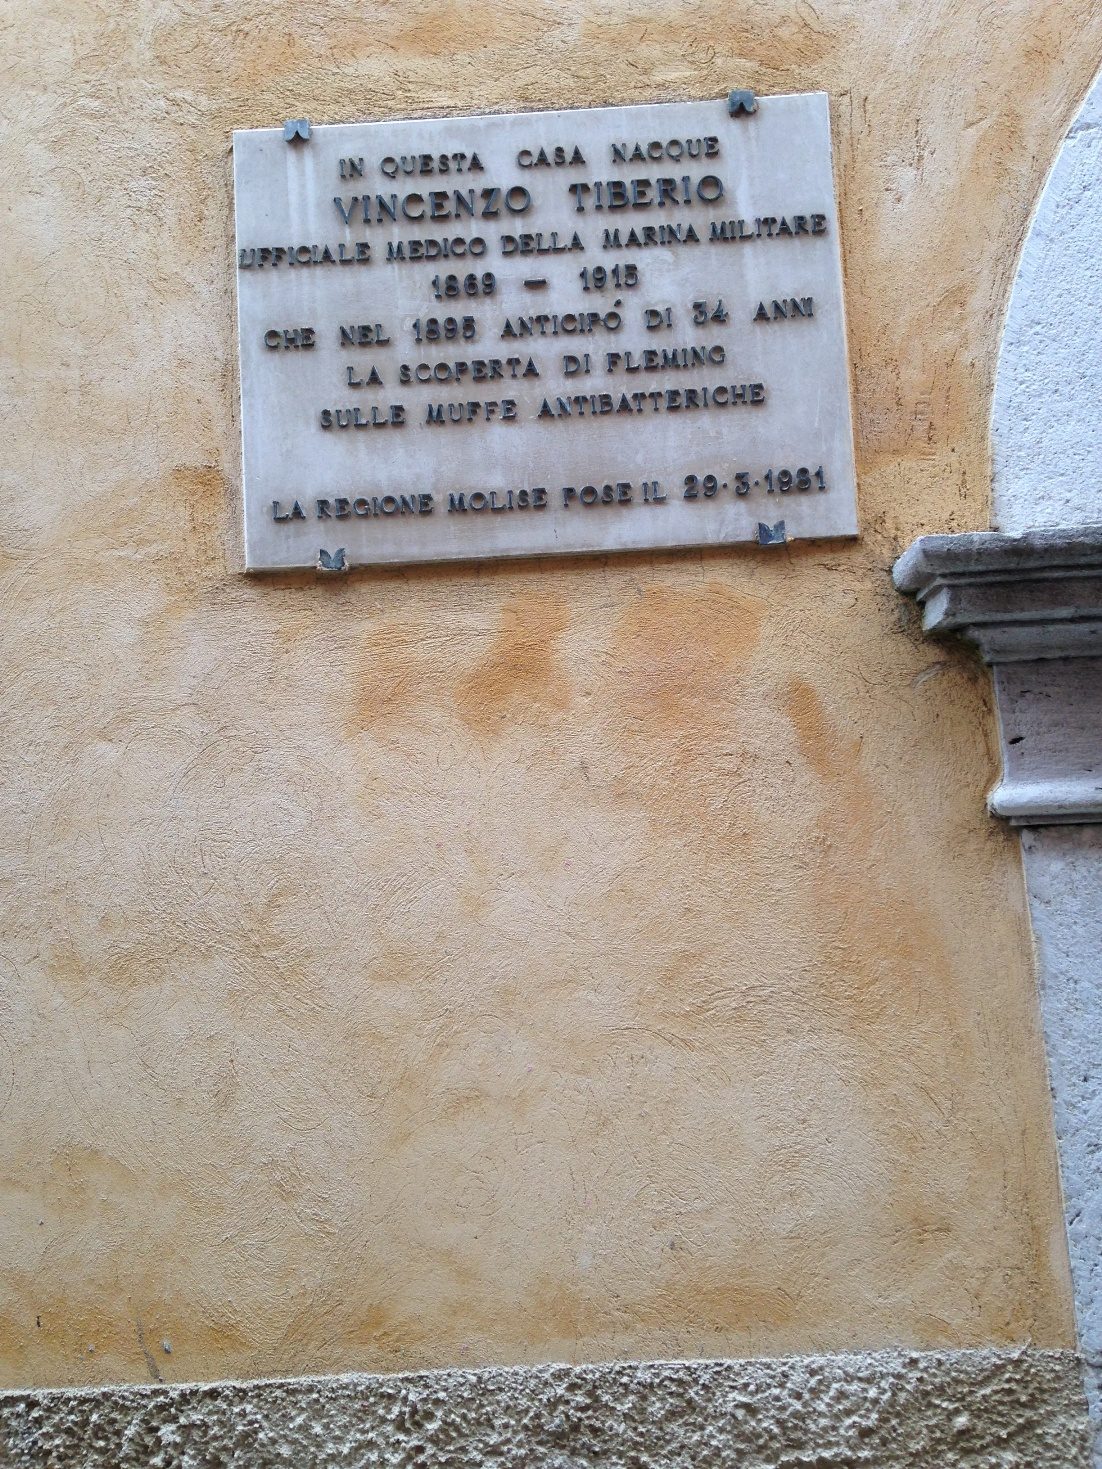 IN QUESTA CASA NACQUE
VINCENZO TIBERIO
UFFICIALE MEDICO DELLA MARINA MILITARE
1869 – 1915
CHE NEL 1895 ANTICIPÓ DI 34 ANNI
LA SCOPERTA DI FLEMING
SULLE MUFFE ANTIBATTERICHE
LA REGIONE MOLISE POSE IL 29·3·1981